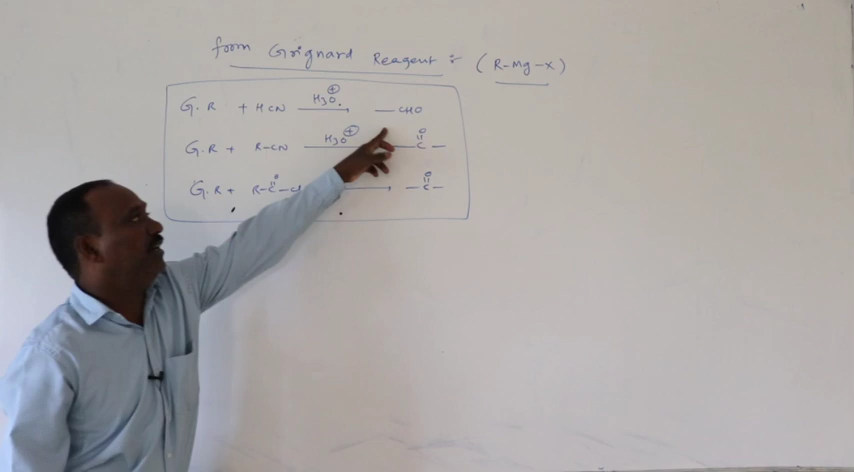 from Grignard Reagent :- (R-Mg-X)
G.R + HCN H3O⊕ → —CHO
G.R + R-CN H3O⊕ → —C(=O)—
G.R + R-C(=O)-Cl → —C(=O)—